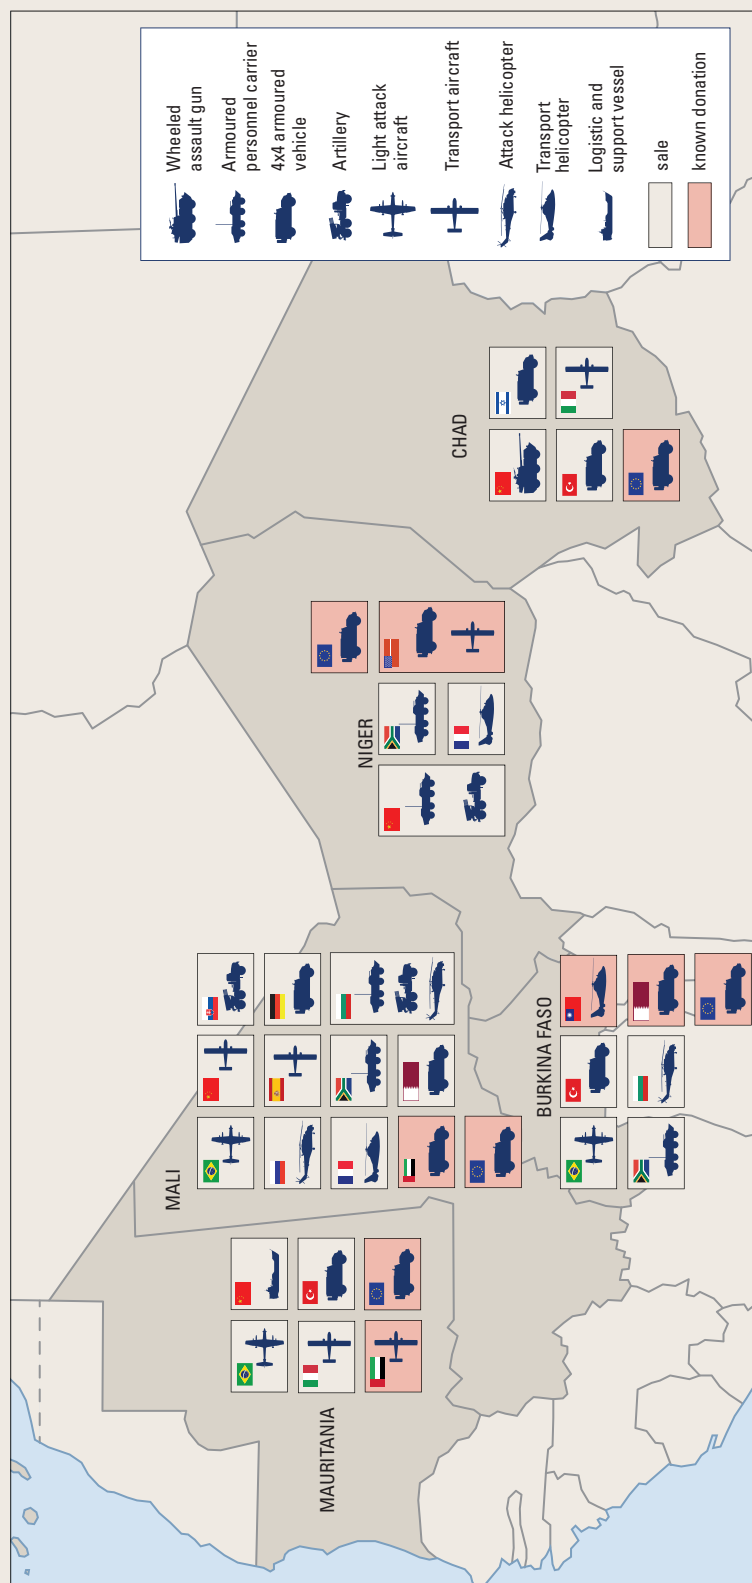 MAURITANIA
MALI
BURKINA FASO
NIGER
CHAD
Wheeled
assault gun
Armoured
personnel carrier
4x4 armoured
vehicle
Artillery
Light attack
aircraft
Transport aircraft
Attack helicopter
Transport
helicopter
Logistic and
support vessel
sale
known donation